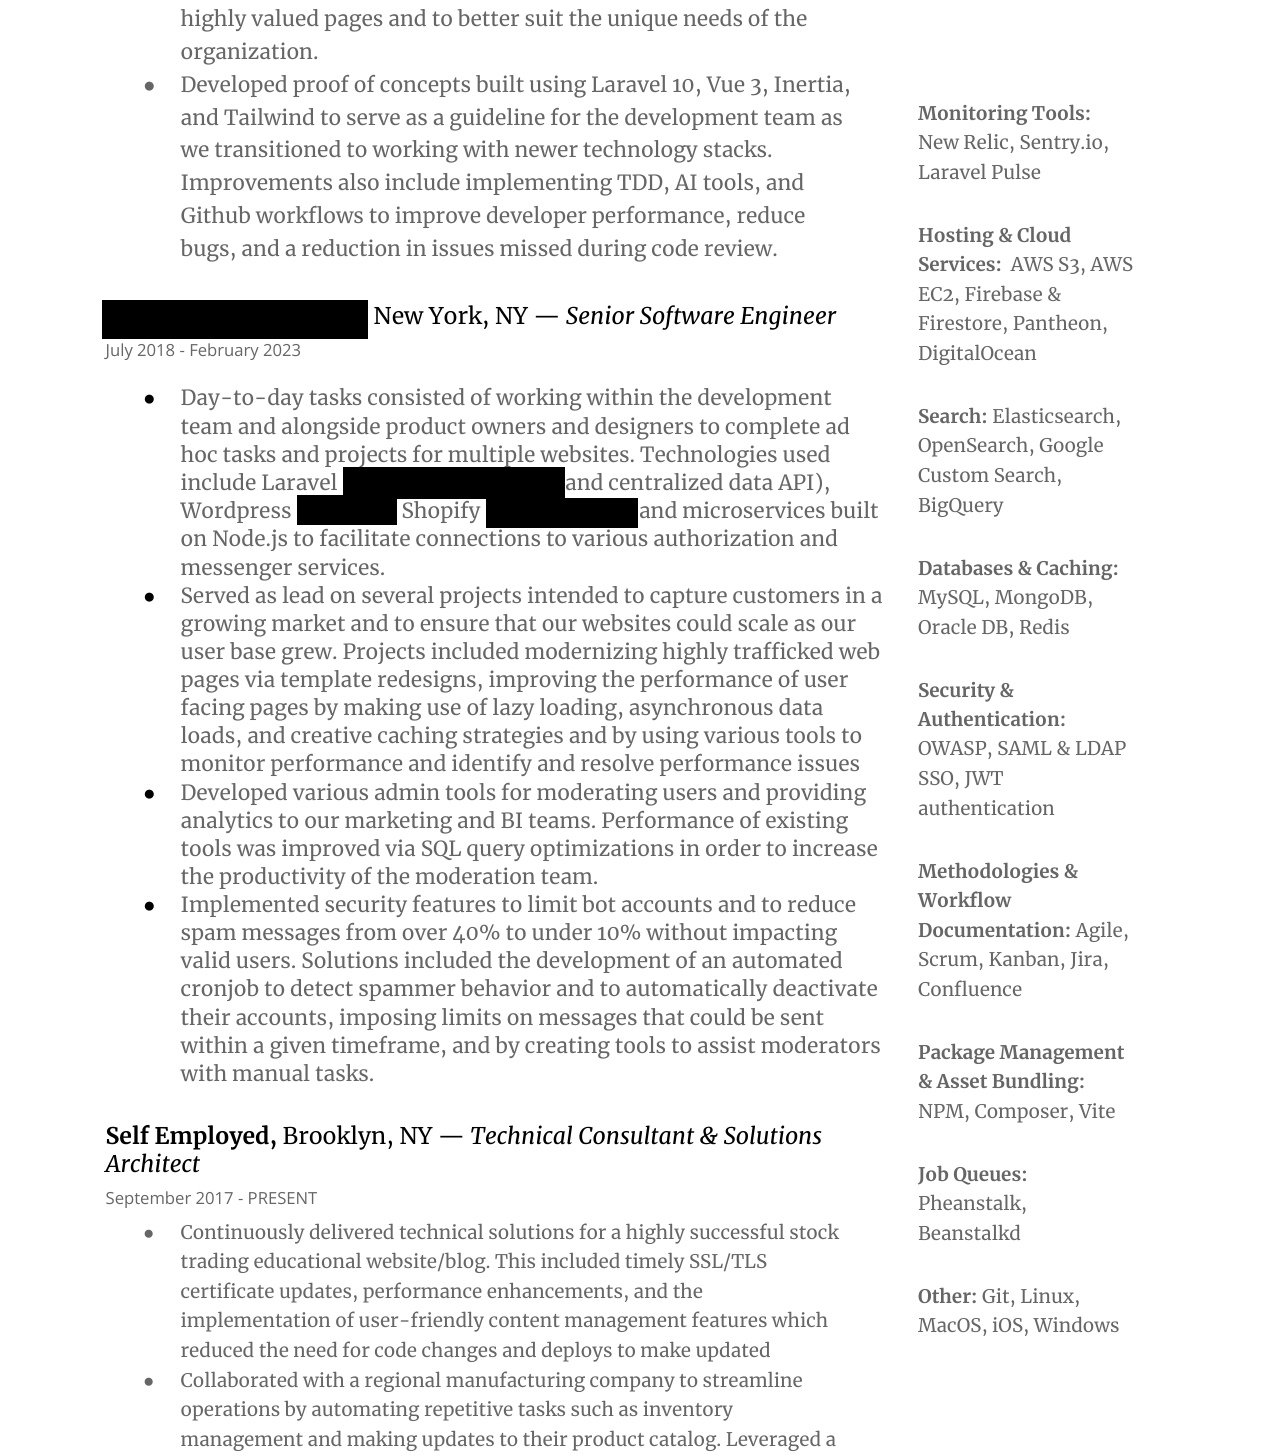 highly valued pages and to better suit the unique needs of the
organization.
● Developed proof of concepts built using Laravel 10, Vue 3, Inertia,
and Tailwind to serve as a guideline for the development team as
we transitioned to working with newer technology stacks.
Improvements also include implementing TDD, AI tools, and
Github workflows to improve developer performance, reduce
bugs, and a reduction in issues missed during code review.
New York, NY — Senior Software Engineer
July 2018 - February 2023
● Day-to-day tasks consisted of working within the development
team and alongside product owners and designers to complete ad
hoc tasks and projects for multiple websites. Technologies used
include Laravel and centralized data API),
Wordpress Shopify and microservices built
on Node.js to facilitate connections to various authorization and
messenger services.
● Served as lead on several projects intended to capture customers in a
growing market and to ensure that our websites could scale as our
user base grew. Projects included modernizing highly trafficked web
pages via template redesigns, improving the performance of user
facing pages by making use of lazy loading, asynchronous data
loads, and creative caching strategies and by using various tools to
monitor performance and identify and resolve performance issues
● Developed various admin tools for moderating users and providing
analytics to our marketing and BI teams. Performance of existing
tools was improved via SQL query optimizations in order to increase
the productivity of the moderation team.
● Implemented security features to limit bot accounts and to reduce
spam messages from over 40% to under 10% without impacting
valid users. Solutions included the development of an automated
cronjob to detect spammer behavior and to automatically deactivate
their accounts, imposing limits on messages that could be sent
within a given timeframe, and by creating tools to assist moderators
with manual tasks.
Self Employed, Brooklyn, NY — Technical Consultant & Solutions
Architect
September 2017 - PRESENT
● Continuously delivered technical solutions for a highly successful stock
trading educational website/blog. This included timely SSL/TLS
certificate updates, performance enhancements, and the
implementation of user-friendly content management features which
reduced the need for code changes and deploys to make updated
● Collaborated with a regional manufacturing company to streamline
operations by automating repetitive tasks such as inventory
management and making updates to their product catalog. Leveraged a
Monitoring Tools:
New Relic, Sentry.io,
Laravel Pulse
Hosting & Cloud
Services: AWS S3, AWS
EC2, Firebase &
Firestore, Pantheon,
DigitalOcean
Search: Elasticsearch,
OpenSearch, Google
Custom Search,
BigQuery
Databases & Caching:
MySQL, MongoDB,
Oracle DB, Redis
Security &
Authentication:
OWASP, SAML & LDAP
SSO, JWT
authentication
Methodologies &
Workflow
Documentation: Agile,
Scrum, Kanban, Jira,
Confluence
Package Management
& Asset Bundling:
NPM, Composer, Vite
Job Queues:
Pheanstalk,
Beanstalkd
Other: Git, Linux,
MacOS, iOS, Windows